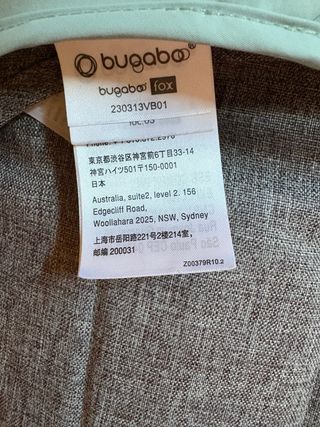 bugaboo
bugaboo fox
230313VB01
東京都渋谷区神宮前6丁目33-14
神宮ハイツ501〒150-0001
日本
Australia, suite2, level 2. 156
Edgecliff Road,
Woollahara 2025, NSW, Sydney
上海市岳阳路221号2楼214室,
邮编 200031
Z00379R10.2